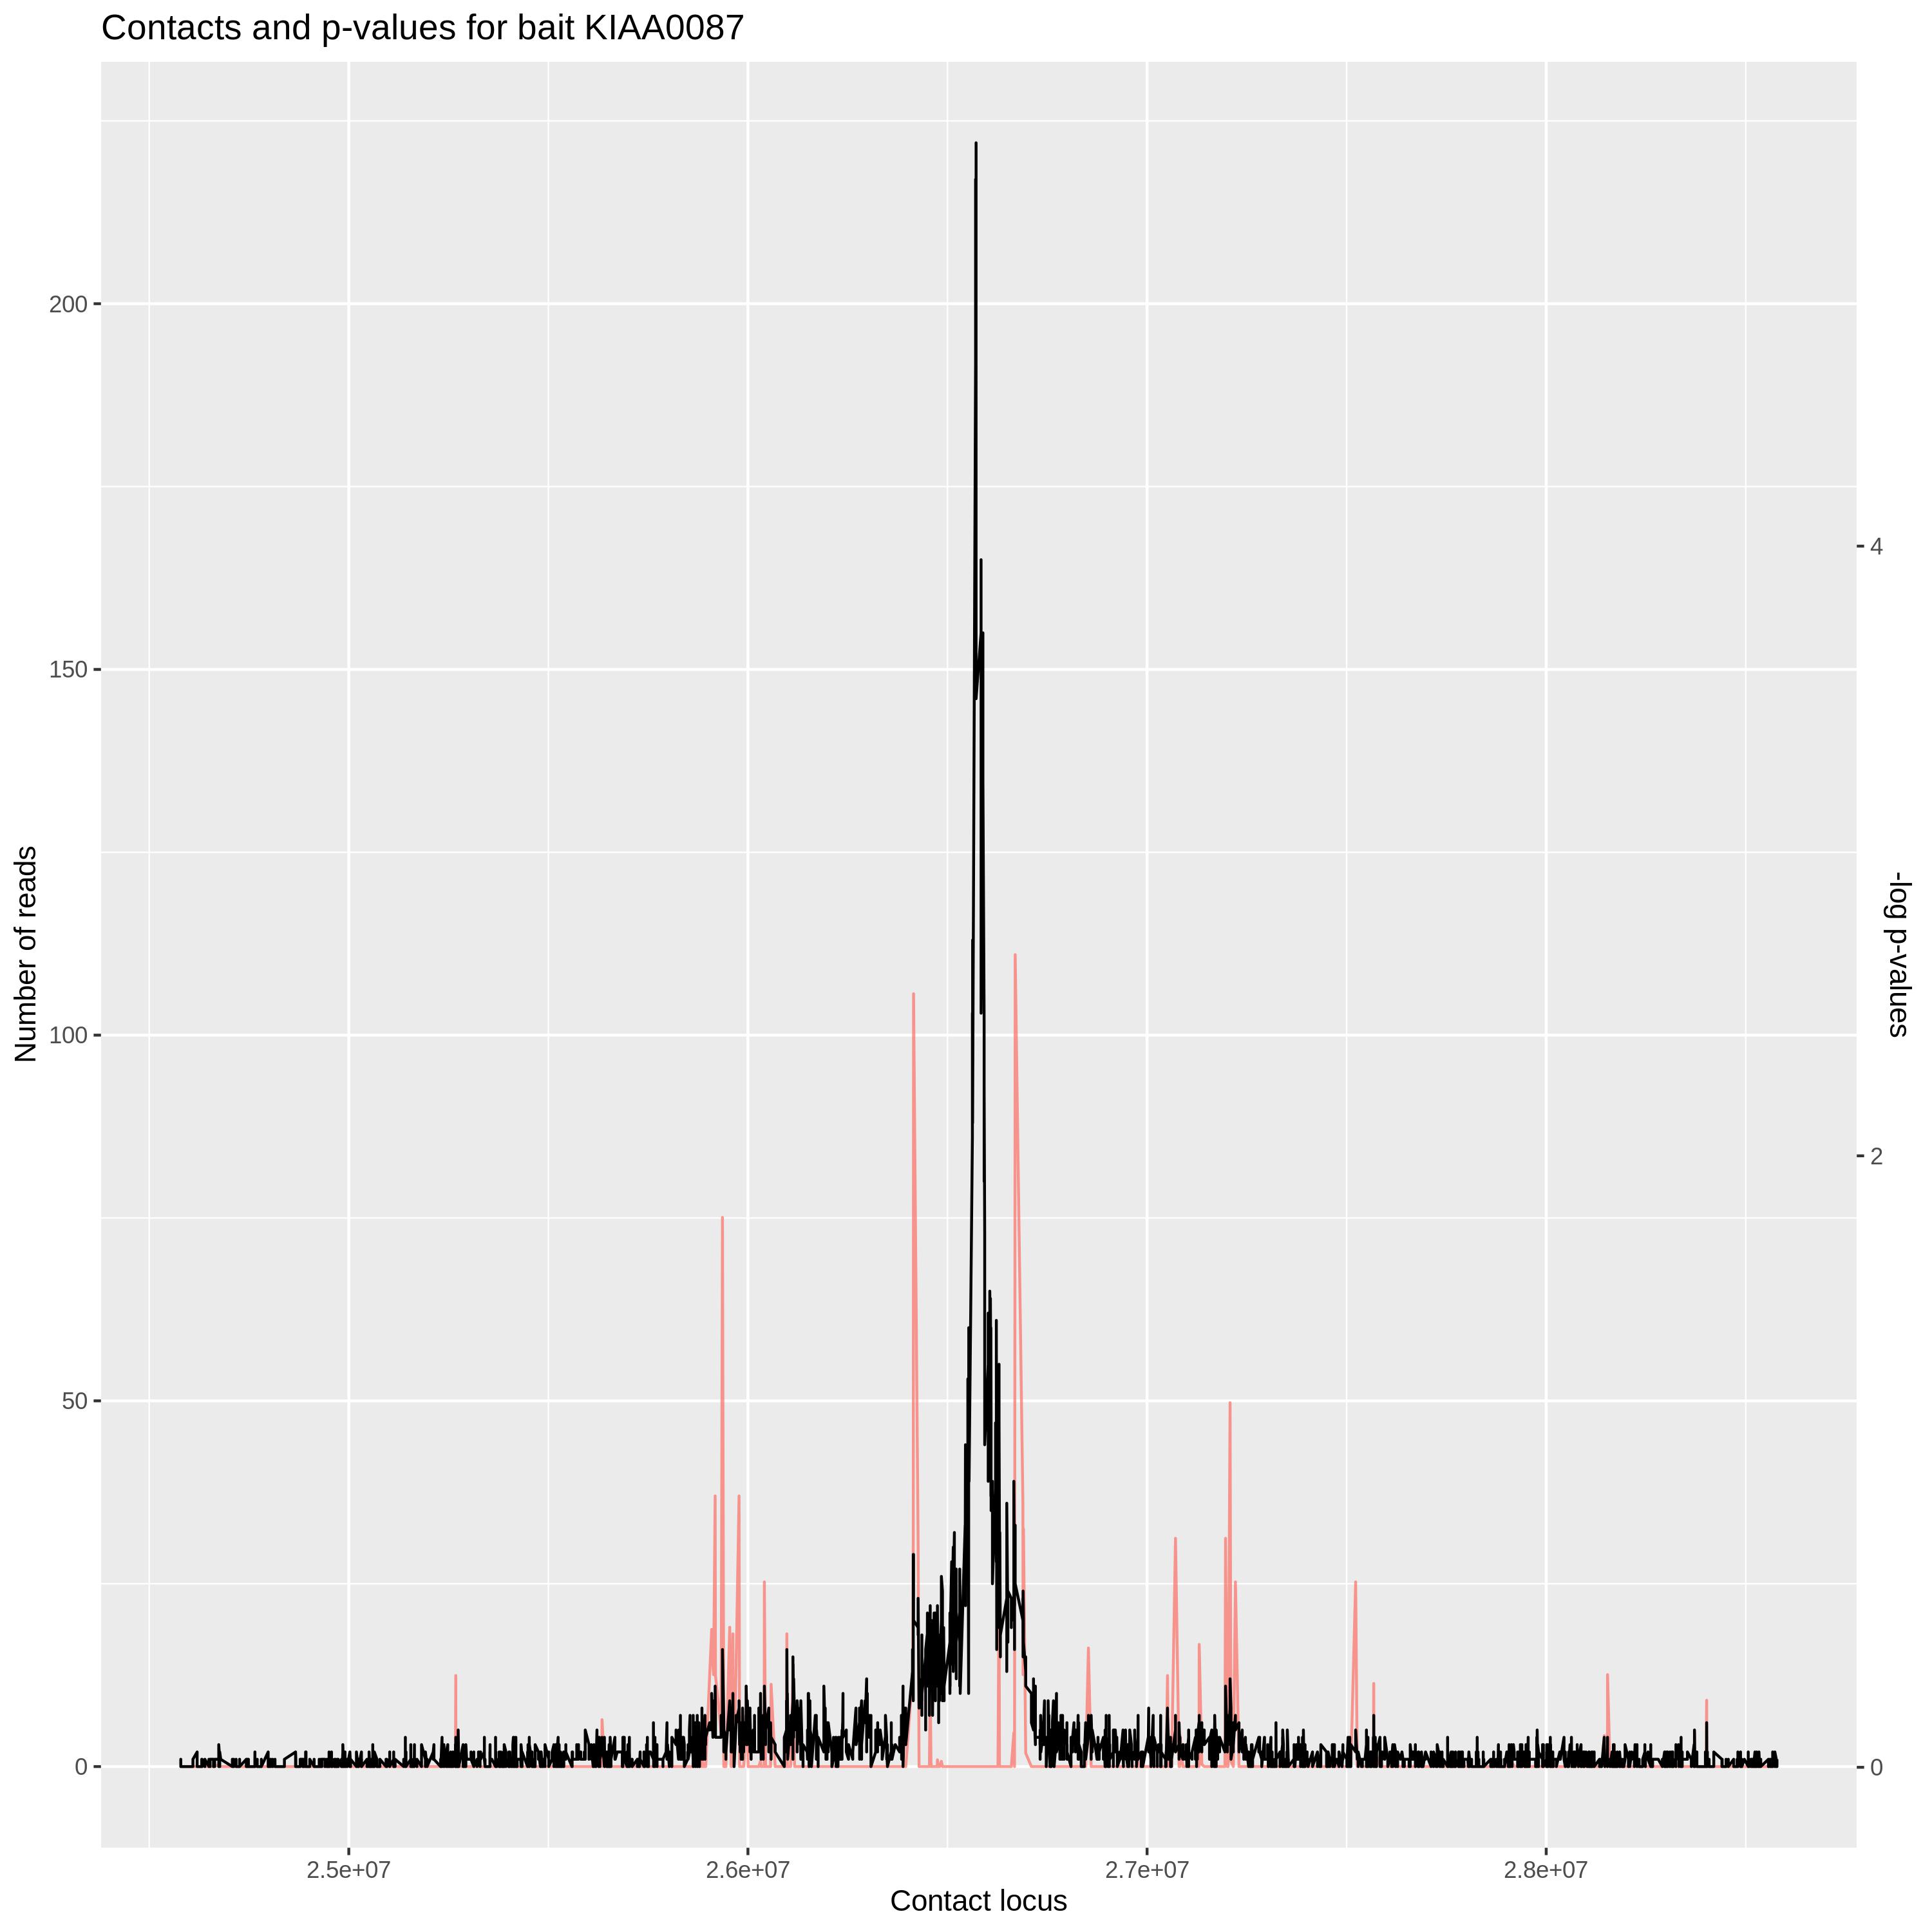 Contacts and p-values for bait KIAA0087
200
150
100
50
0
Number of reads
4
2
0
-log p-values
2.5e+07
2.6e+07
2.7e+07
2.8e+07
Contact locus